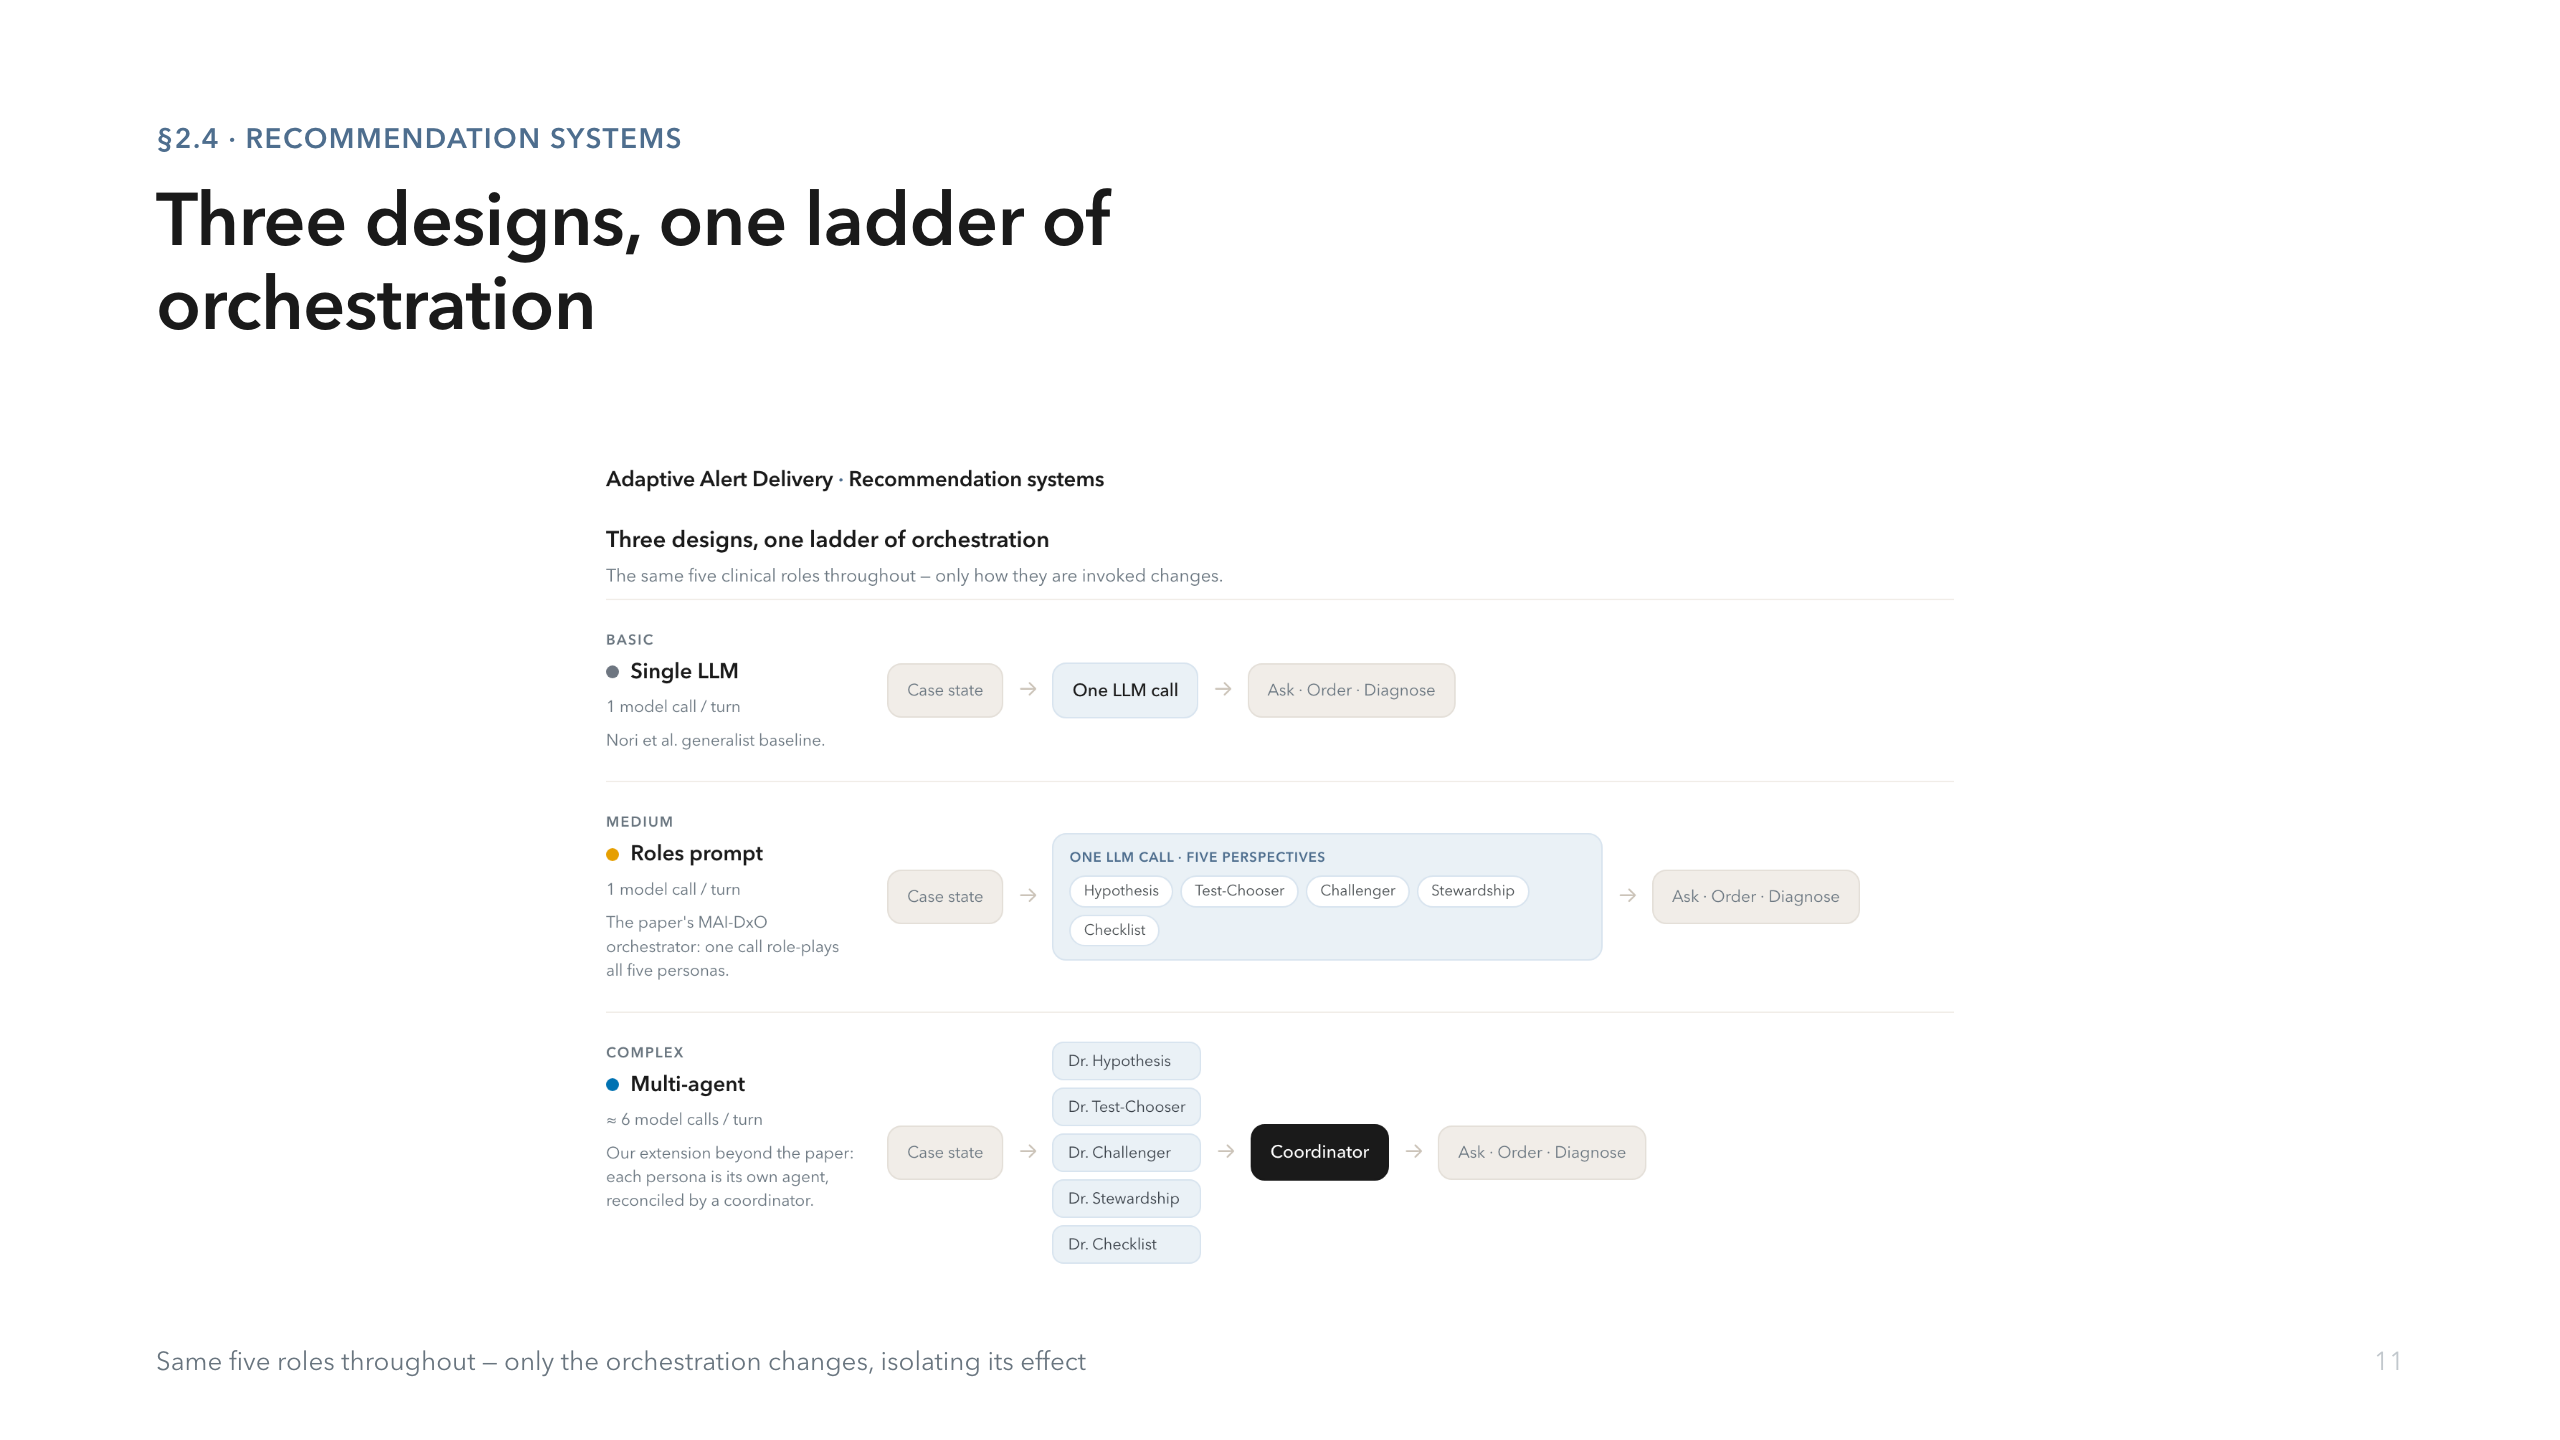 §2.4 · RECOMMENDATION SYSTEMS
Three designs, one ladder of
orchestration
Adaptive Alert Delivery · Recommendation systems
Three designs, one ladder of orchestration
The same five clinical roles throughout – only how they are invoked changes.
BASIC
Single LLM
1 model call / turn
Nori et al. generalist baseline.
Case state
→
One LLM call
→
Ask · Order · Diagnose
MEDIUM
Roles prompt
1 model call / turn
The paper's MAI-DxO
orchestrator: one call role-plays
all five personas.
Case state
→
ONE LLM CALL · FIVE PERSPECTIVES
Hypothesis Test-Chooser Challenger Stewardship
Checklist
→
Ask · Order · Diagnose
COMPLEX
Multi-agent
≈ 6 model calls / turn
Our extension beyond the paper:
each persona is its own agent,
reconciled by a coordinator.
Case state
→
Dr. Hypothesis
Dr. Test-Chooser
Dr. Challenger
Dr. Stewardship
Dr. Checklist
→
Coordinator
→
Ask · Order · Diagnose
Same five roles throughout – only the orchestration changes, isolating its effect
11